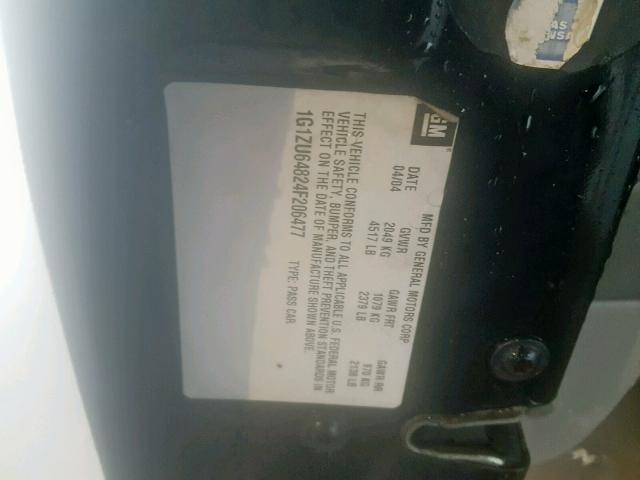 GM
MFD BY GENERAL MOTORS CORP
DATE GVWR GAWR FRT GAWR RR
04/04 2049 KG 1079 KG 970 KG
4517 LB 2379 LB 2138 LB
THIS VEHICLE CONFORMS TO ALL APPLICABLE U.S. FEDERAL MOTOR
VEHICLE SAFETY, BUMPER, AND THEFT PREVENTION STANDARDS IN
EFFECT ON THE DATE OF MANUFACTURE SHOWN ABOVE.
1G1ZU64824F206477 TYPE: PASS CAR